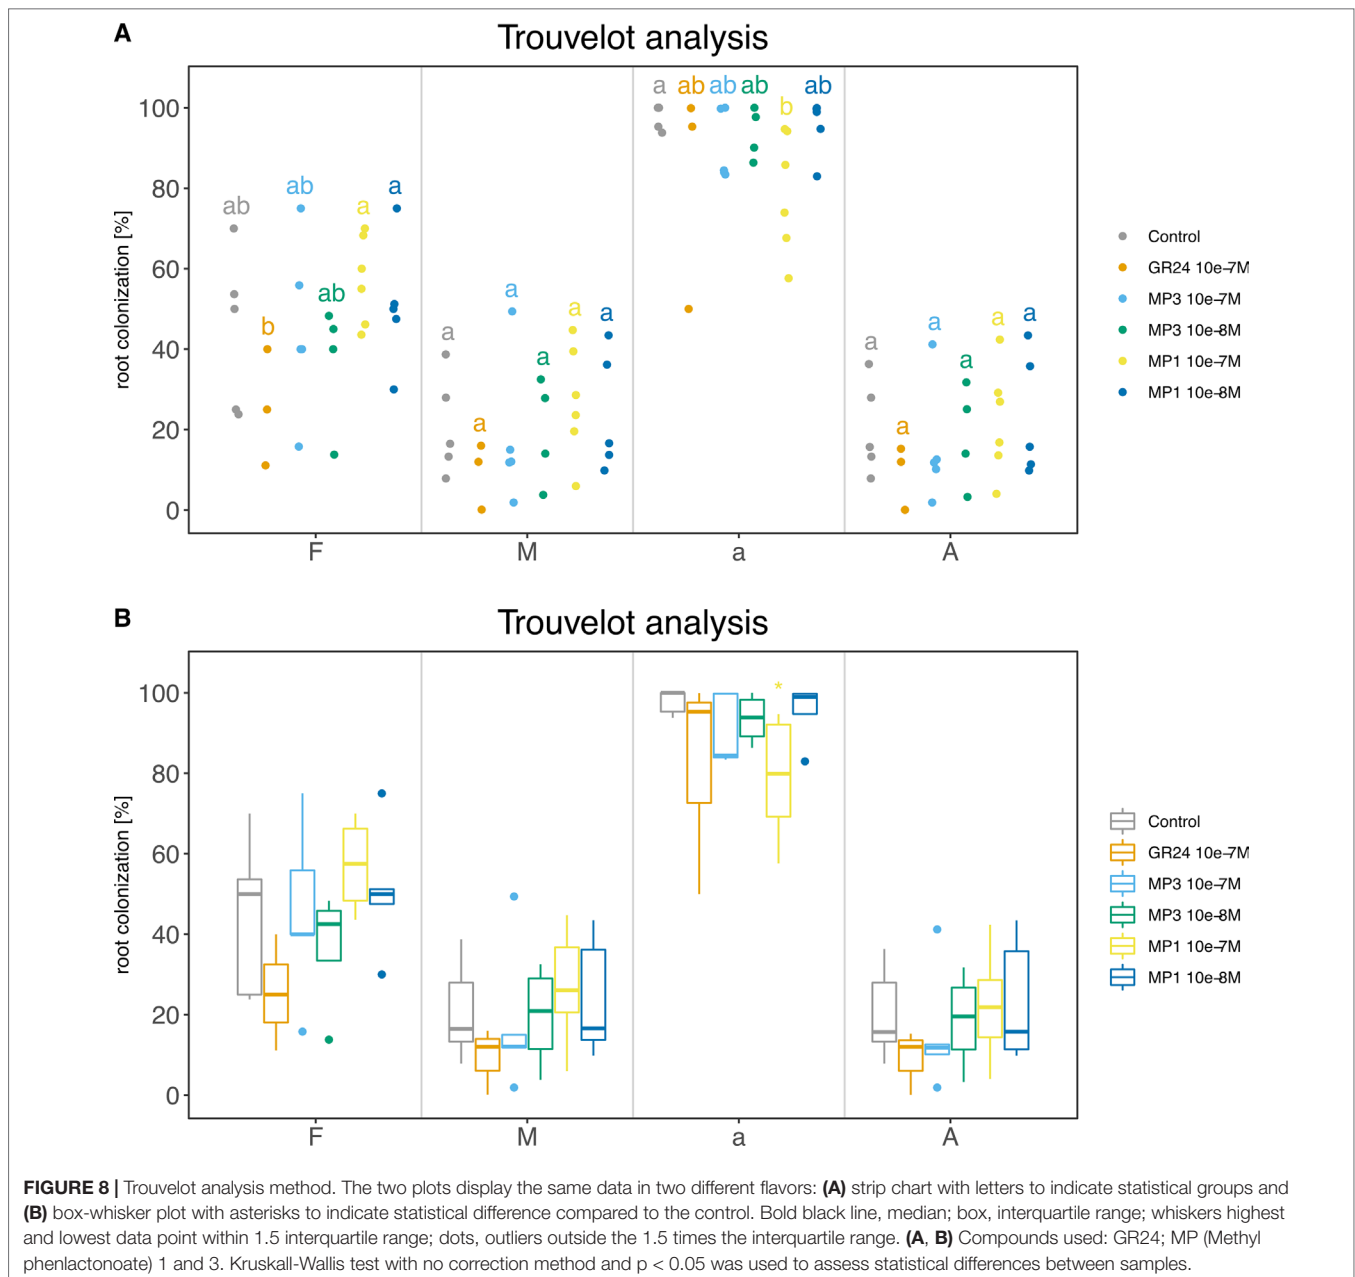 A
Trouvelot analysis
a ab ab ab b ab
ab b ab ab a a
a a a a a a
a a a a a a
root colonization [%]
100
80
60
40
20
0
F M a A
Control
GR24 10e-7M
MP3 10e-7M
MP3 10e-8M
MP1 10e-7M
MP1 10e-8M
B
Trouvelot analysis
*
root colonization [%]
100
80
60
40
20
0
F M a A
Control
GR24 10e-7M
MP3 10e-7M
MP3 10e-8M
MP1 10e-7M
MP1 10e-8M
FIGURE 8 | Trouvelot analysis method. The two plots display the same data in two different flavors: (A) strip chart with letters to indicate statistical groups and
(B) box-whisker plot with asterisks to indicate statistical difference compared to the control. Bold black line, median; box, interquartile range; whiskers highest
and lowest data point within 1.5 interquartile range; dots, outliers outside the 1.5 times the interquartile range. (A, B) Compounds used: GR24; MP (Methyl
phenlactonoate) 1 and 3. Kruskall-Wallis test with no correction method and p < 0.05 was used to assess statistical differences between samples.